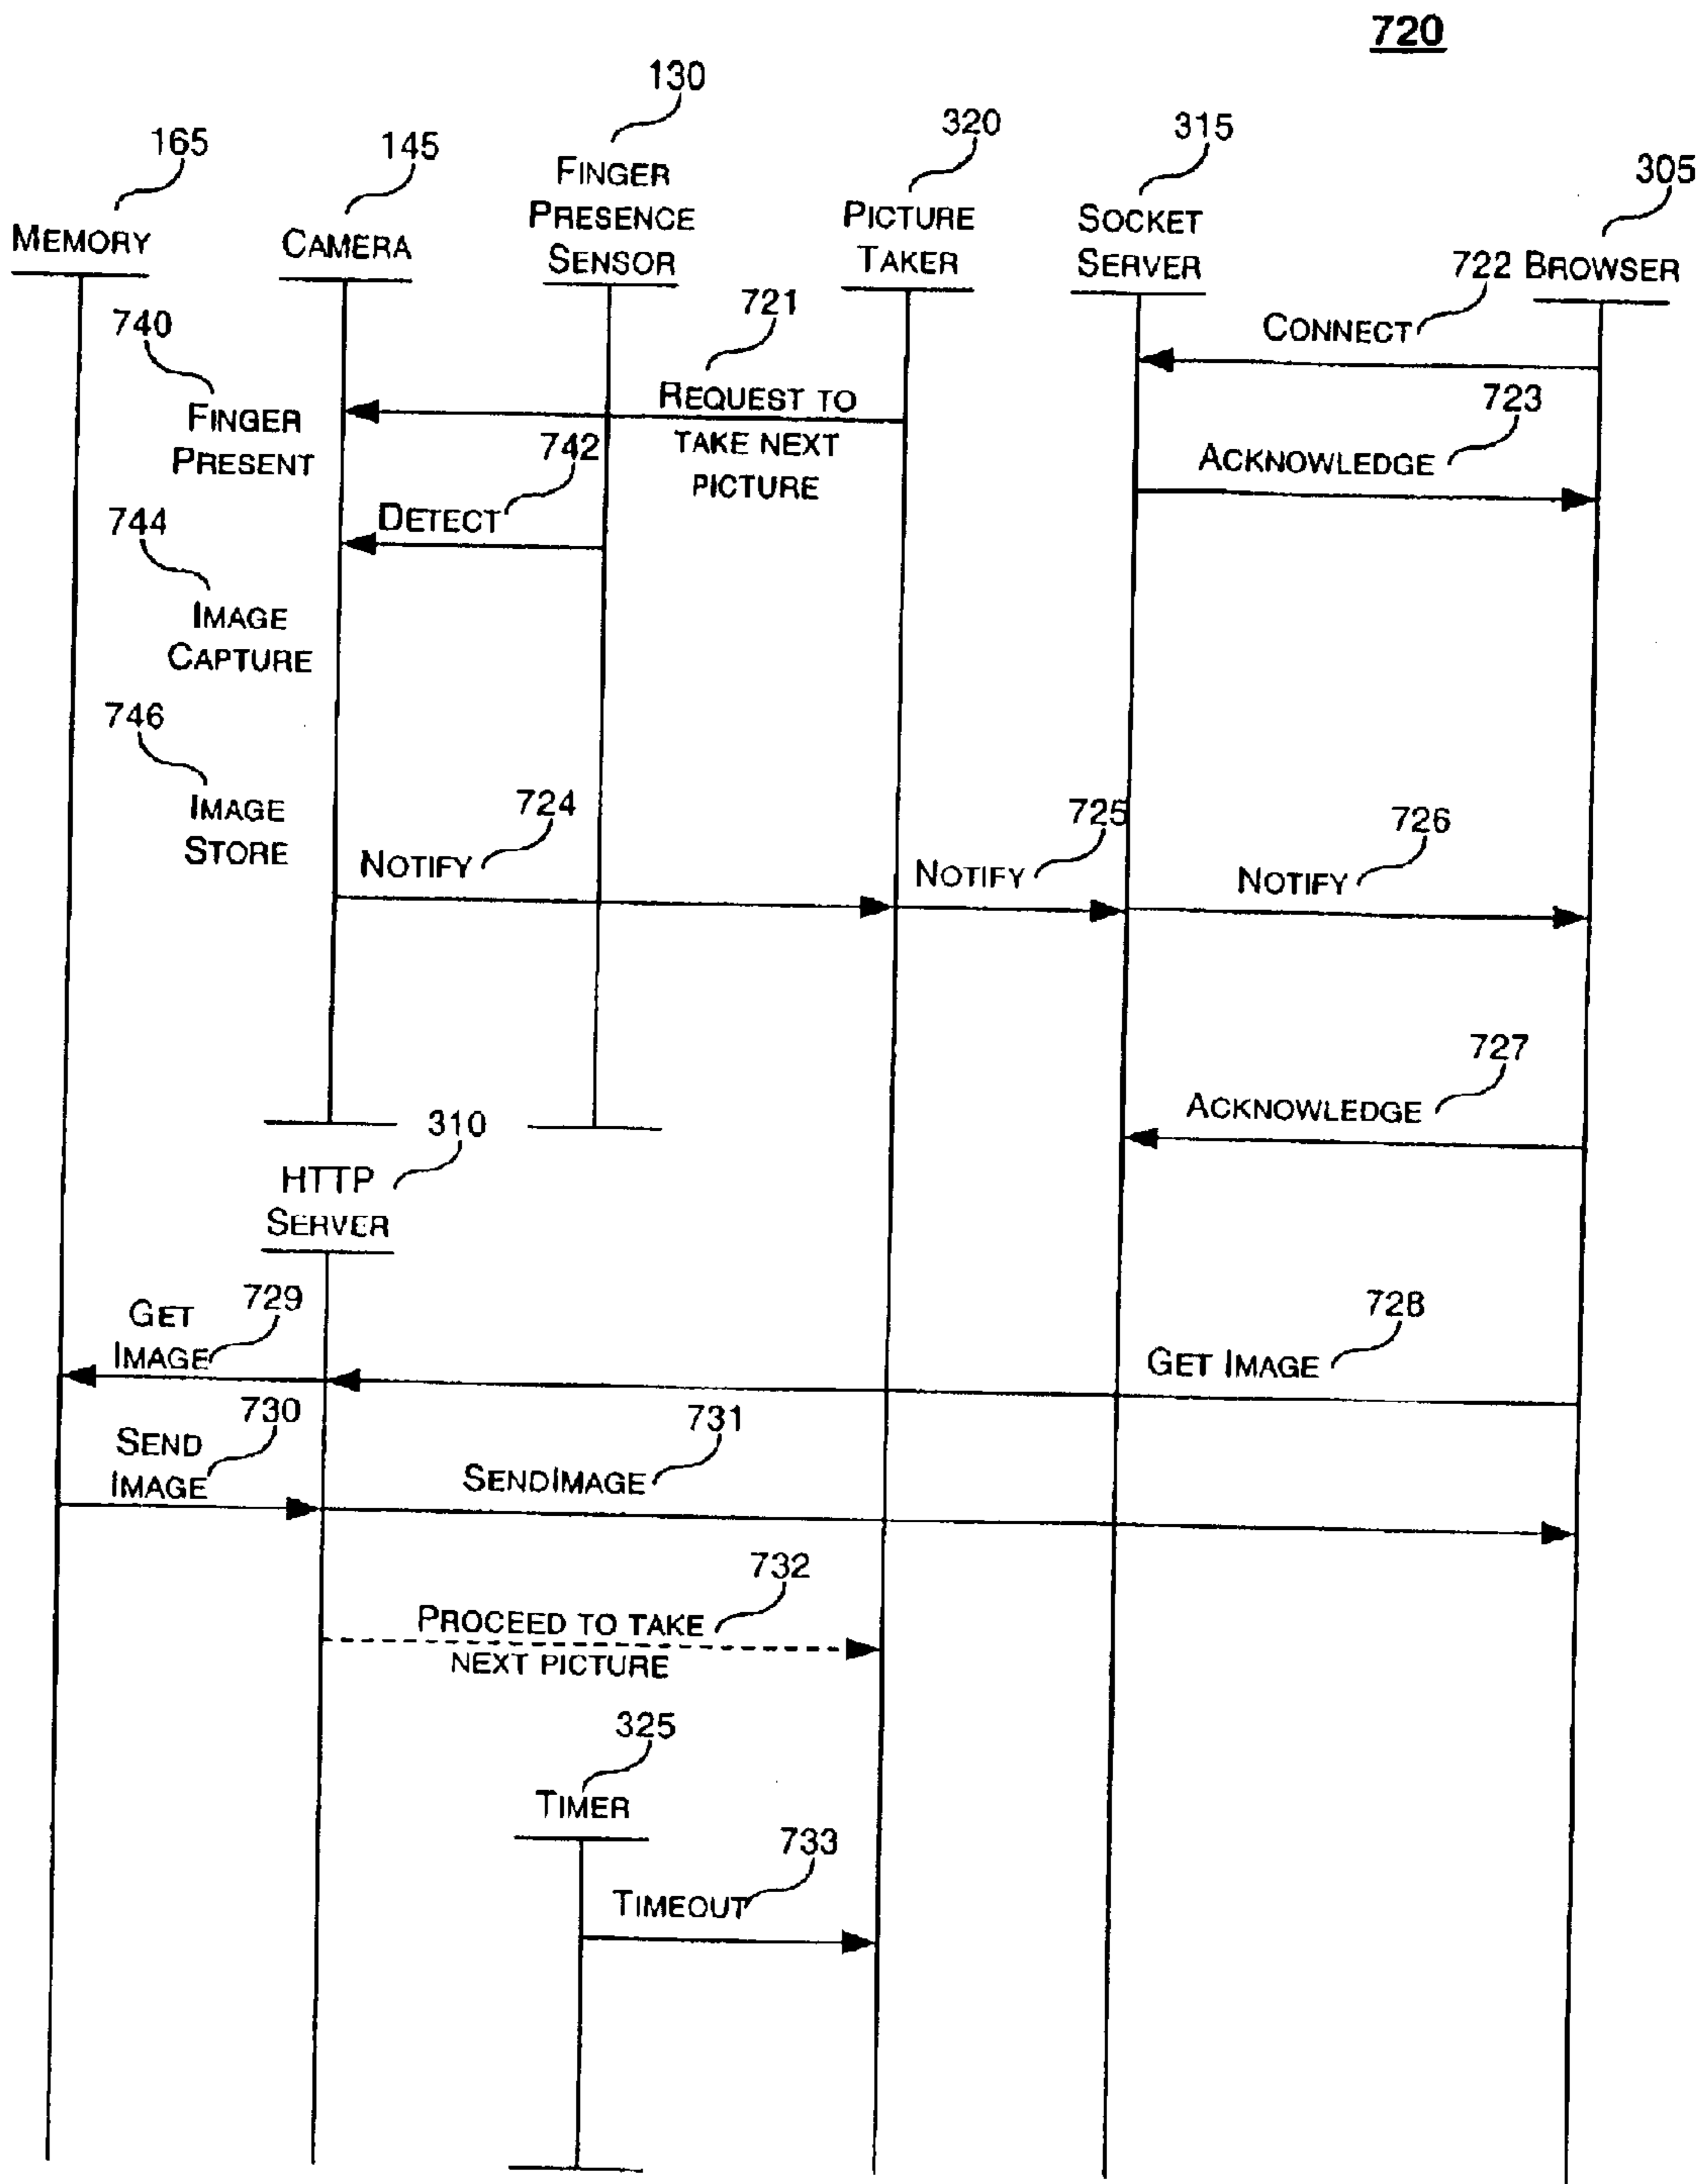 720
130
165
145
320
315
305
FINGER
PRESENCE
SENSOR
MEMORY
CAMERA
PICTURE
TAKER
SOCKET
SERVER
722 BROWSER
740
721
CONNECT
FINGER
PRESENT
742
REQUEST TO
TAKE NEXT
PICTURE
723
ACKNOWLEDGE
744
DETECT
IMAGE
CAPTURE
746
IMAGE
STORE
724
NOTIFY
725
NOTIFY
726
NOTIFY
727
ACKNOWLEDGE
310
HTTP
SERVER
729
GET
IMAGE
728
GET IMAGE
730
SEND
IMAGE
731
SENDIMAGE
732
PROCEED TO TAKE
NEXT PICTURE
325
TIMER
733
TIMEOUT